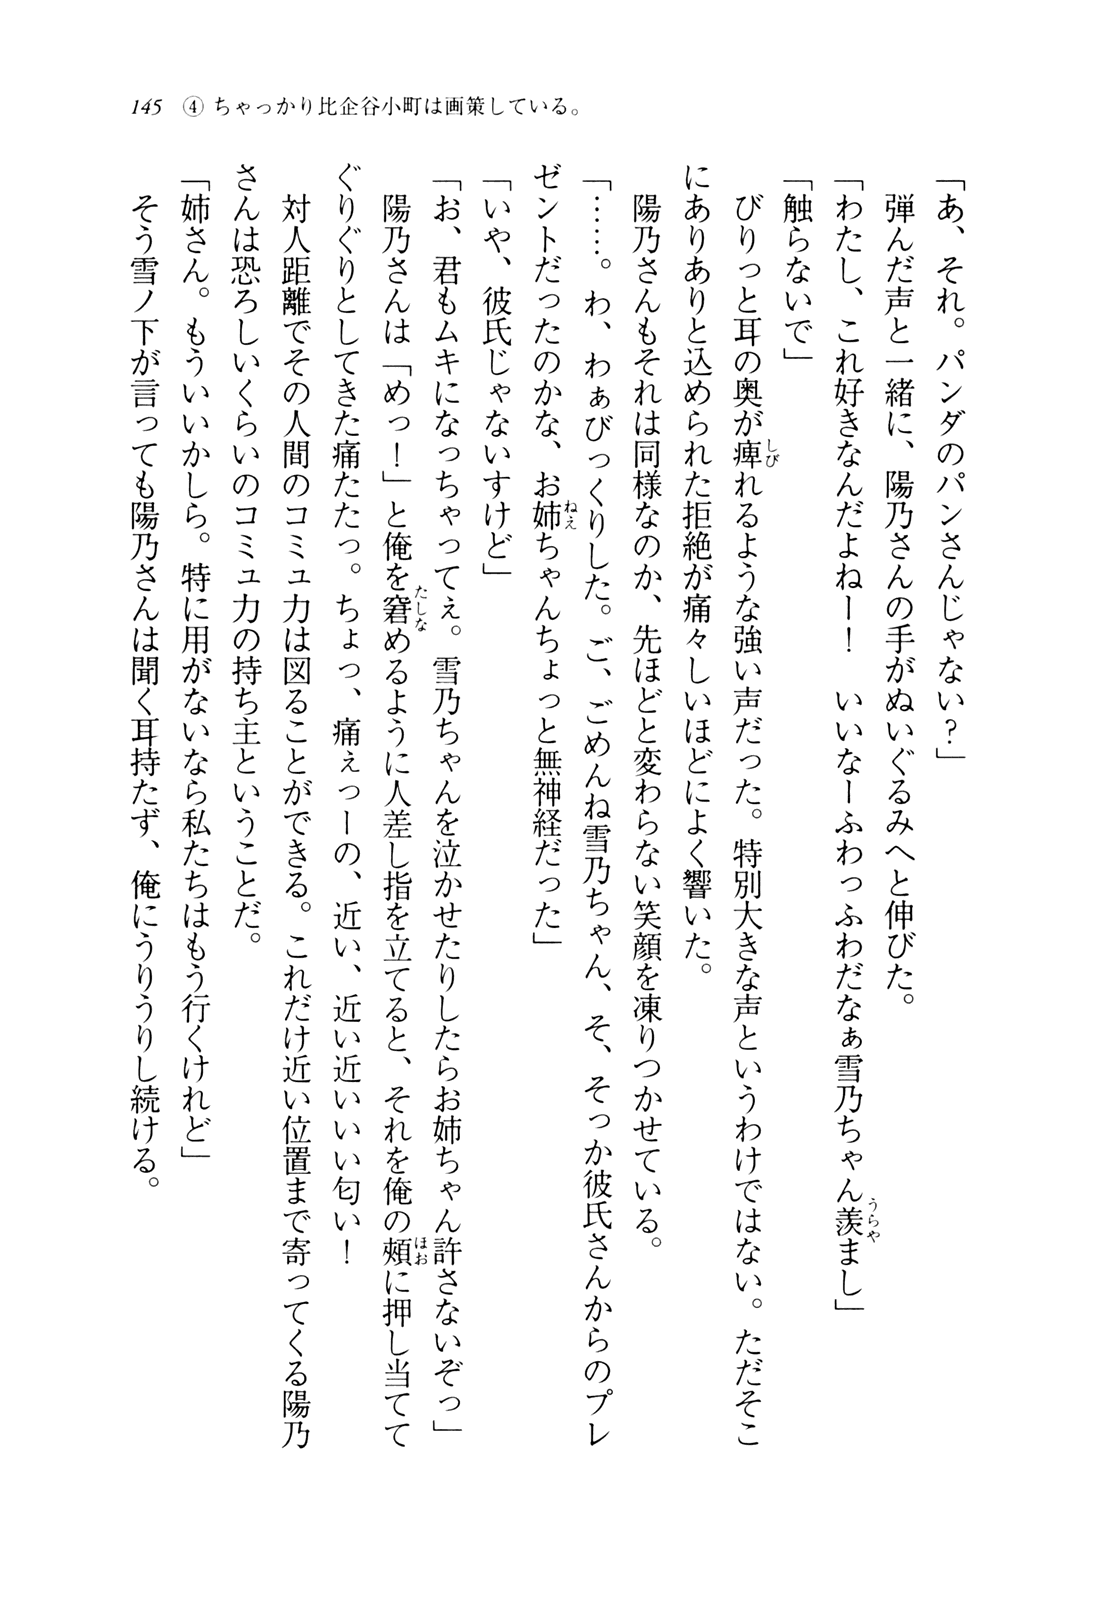 145 ④ ちゃっかり比企谷小町は画策している。
「あ、それ。パンダのパンさんじゃない？」
弾んだ声と一緒に、陽乃さんの手がぬいぐるみへと伸びた。
「わたし、これ好きなんだよねー！　いいなーふわっふわだなぁ雪乃ちゃん羨まし」
「触らないで」
びりっと耳の奥が痺れるような強い声だった。特別大きな声というわけではない。ただそこ
にありありと込められた拒絶が痛々しいほどによく響いた。
陽乃さんもそれは同様なのか、先ほどと変わらない笑顔を凍りつかせている。
「……。わ、わぁびっくりした。ご、ごめんね雪乃ちゃん、そ、そっか彼氏さんからのプレ
ゼントだったのかな、お姉ちゃんちょっと無神経だった」
「いや、彼氏じゃないすけど」
「お、君もムキになっちゃってぇ。雪乃ちゃんを泣かせたりしたらお姉ちゃん許さないぞっ」
陽乃さんは「めっ！」と俺を窘めるように人差し指を立てると、それを俺の頰に押し当てて
ぐりぐりとしてきた痛たたっ。ちょっ、痛ぇっーの、近い、近い近いいい匂い！
対人距離でその人間のコミュ力は図ることができる。これだけ近い位置まで寄ってくる陽乃
さんは恐ろしいくらいのコミュ力の持ち主ということだ。
「姉さん。もういいかしら。特に用がないなら私たちはもう行くけれど」
そう雪ノ下が言っても陽乃さんは聞く耳持たず、俺にうりうりし続ける。